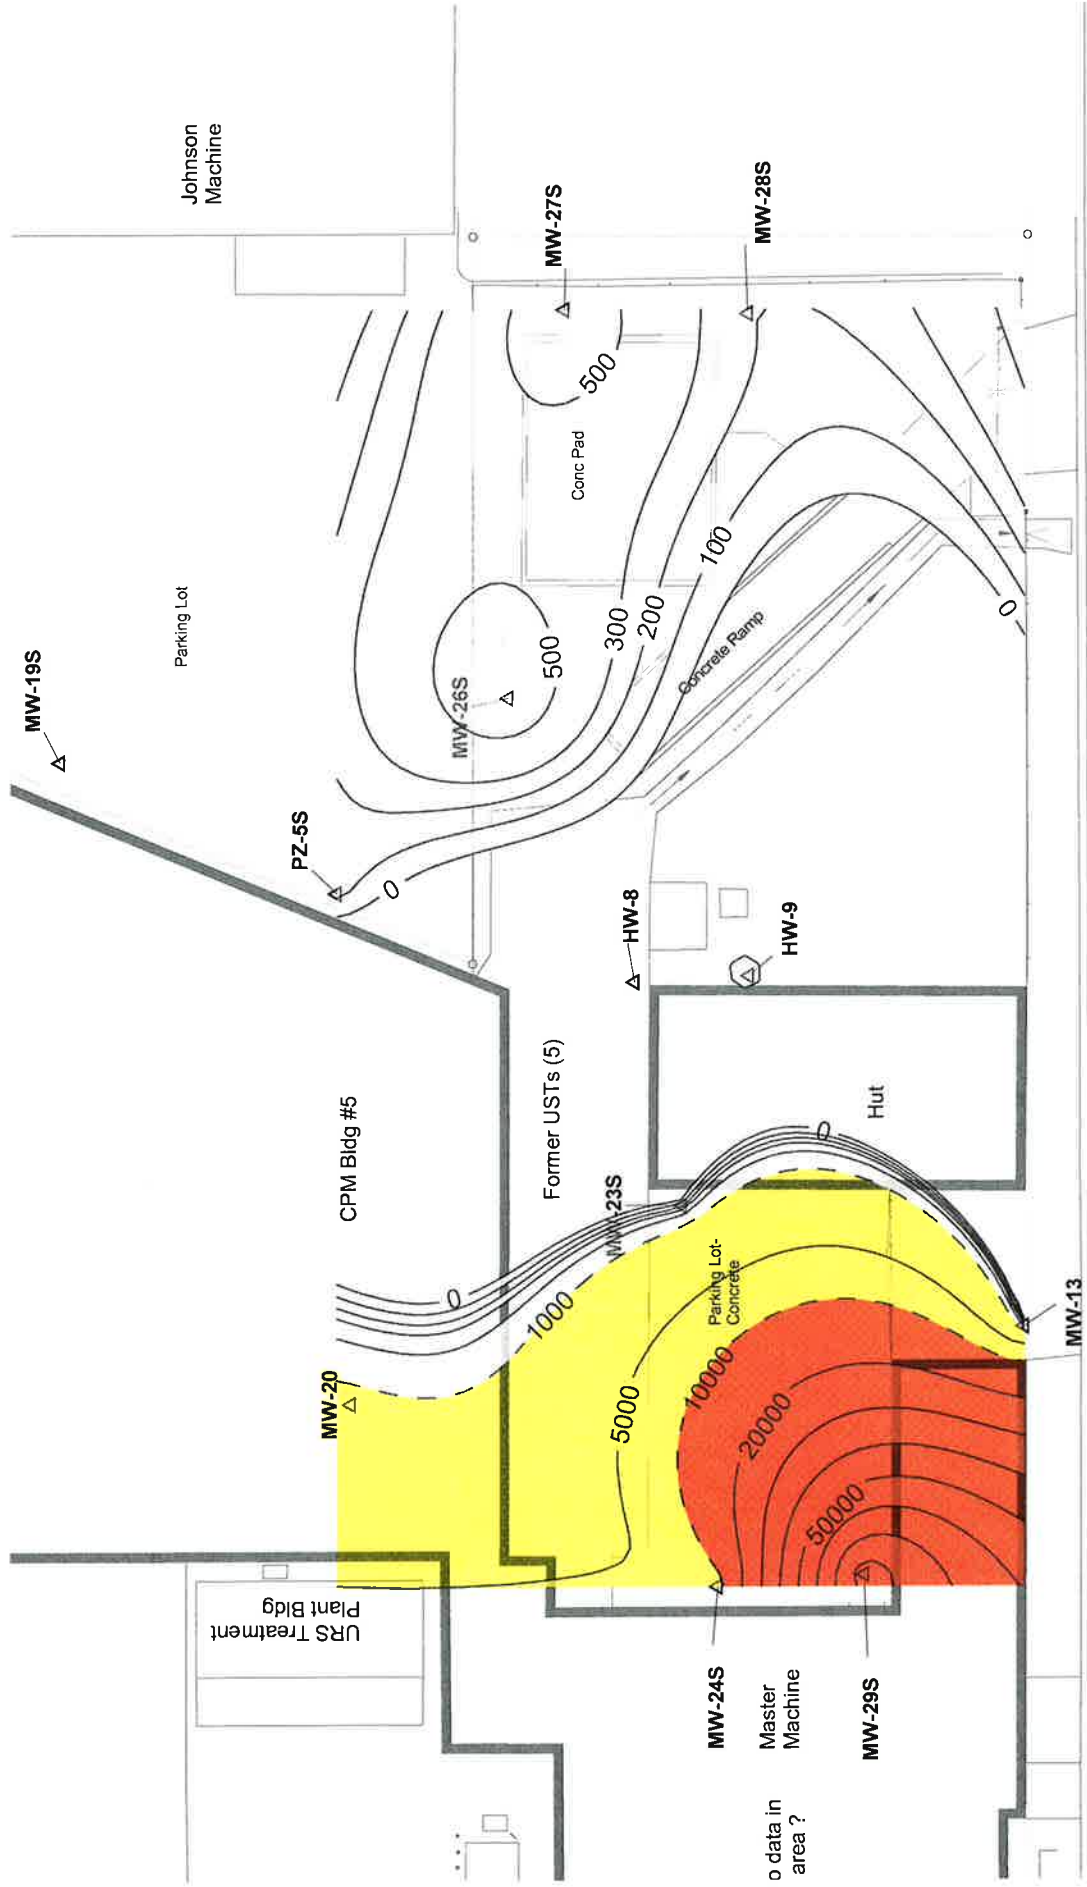 Johnson
Machine
MW-27S
MW-28S
500
Conc Pad
Parking Lot
MW-19S
100
500
300
200
MW-26S
Concrete Ramp
0
PZ-5S
0
HW-8
HW-9
CPM Bldg #5
Former USTs (5)
Hut
0
MW-23S
0
1000
Parking Lot-
Concrete
MW-13
MW-20
5000
10000
20000
50000
URS Treatment
Plant Bldg
MW-24S
Master
Machine
MW-29S
o data in
area ?